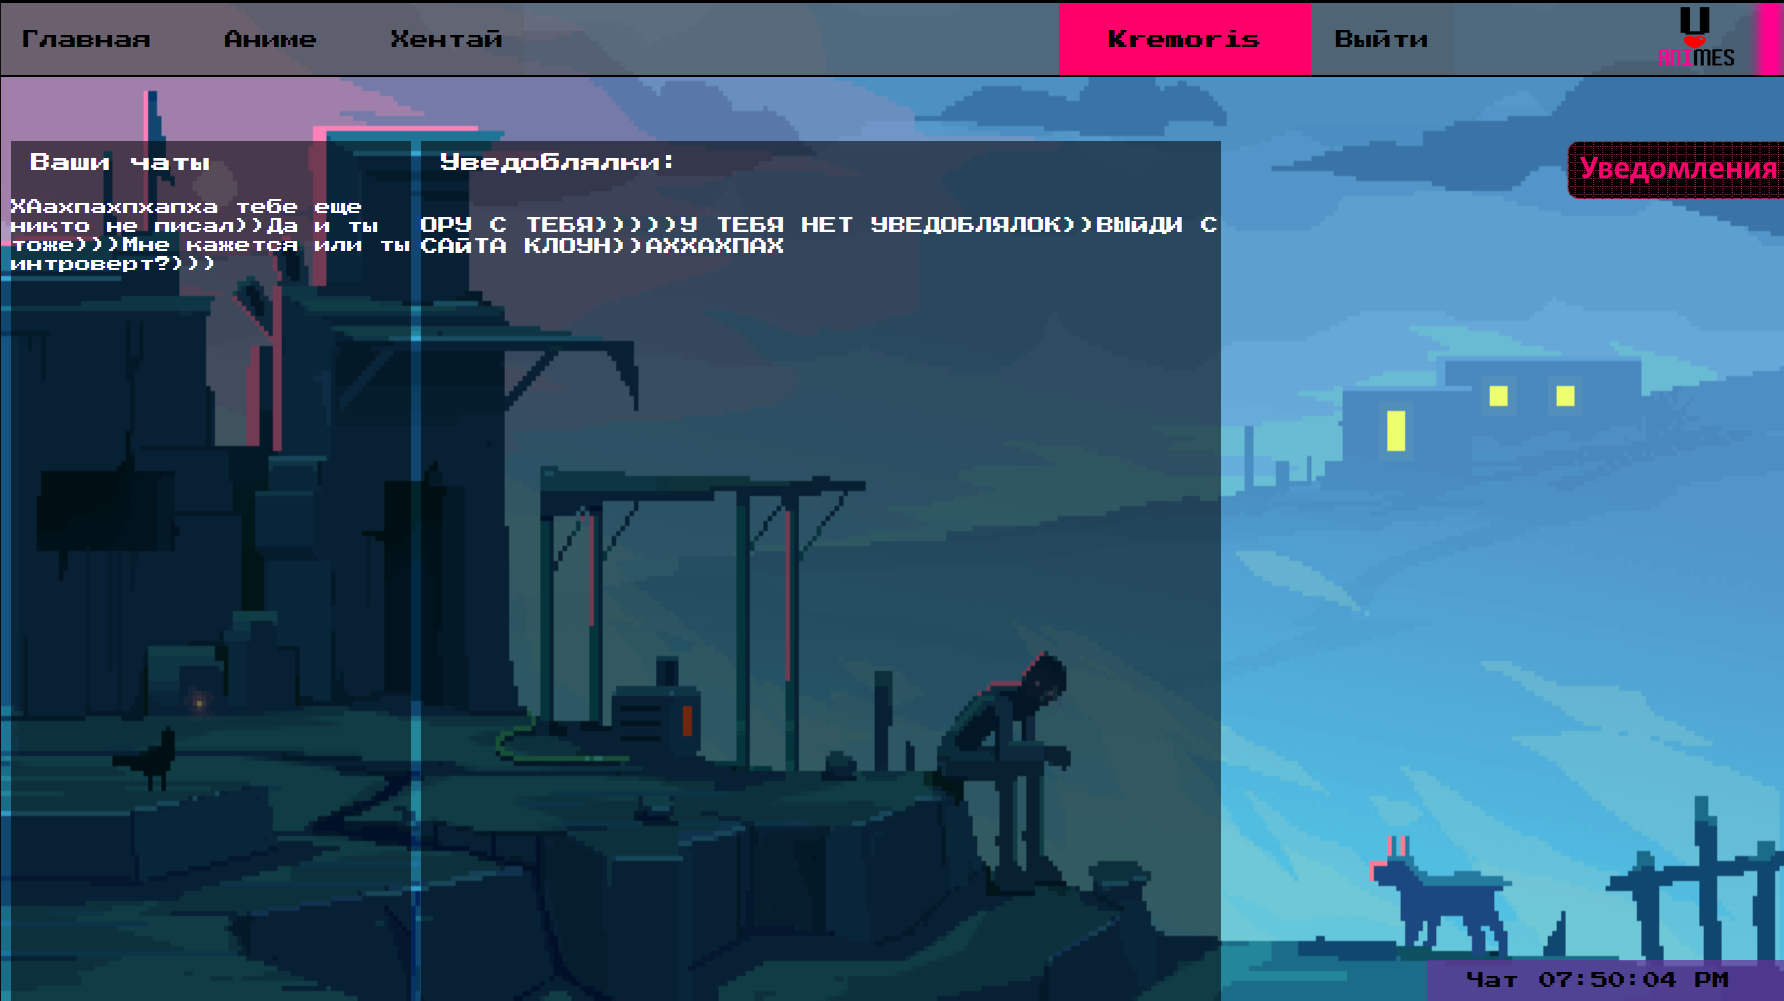 Главная Аниме Хентай Kremoris Выйти
U
ANIMES
Ваши чаты
Уведоблялки:
Уведомления
ХАахпахпхапха тебе еще
никто не писал))Да и ты
тоже)))Мне кажется или ты
интроверт?)))
ОРУ С ТЕБЯ)))))У ТЕБЯ НЕТ УВЕДОБЛЯЛОК))ВЫЙДИ С
САЙТА КЛОУН))АХХАХПАХ
Чат 07:50:04 PM